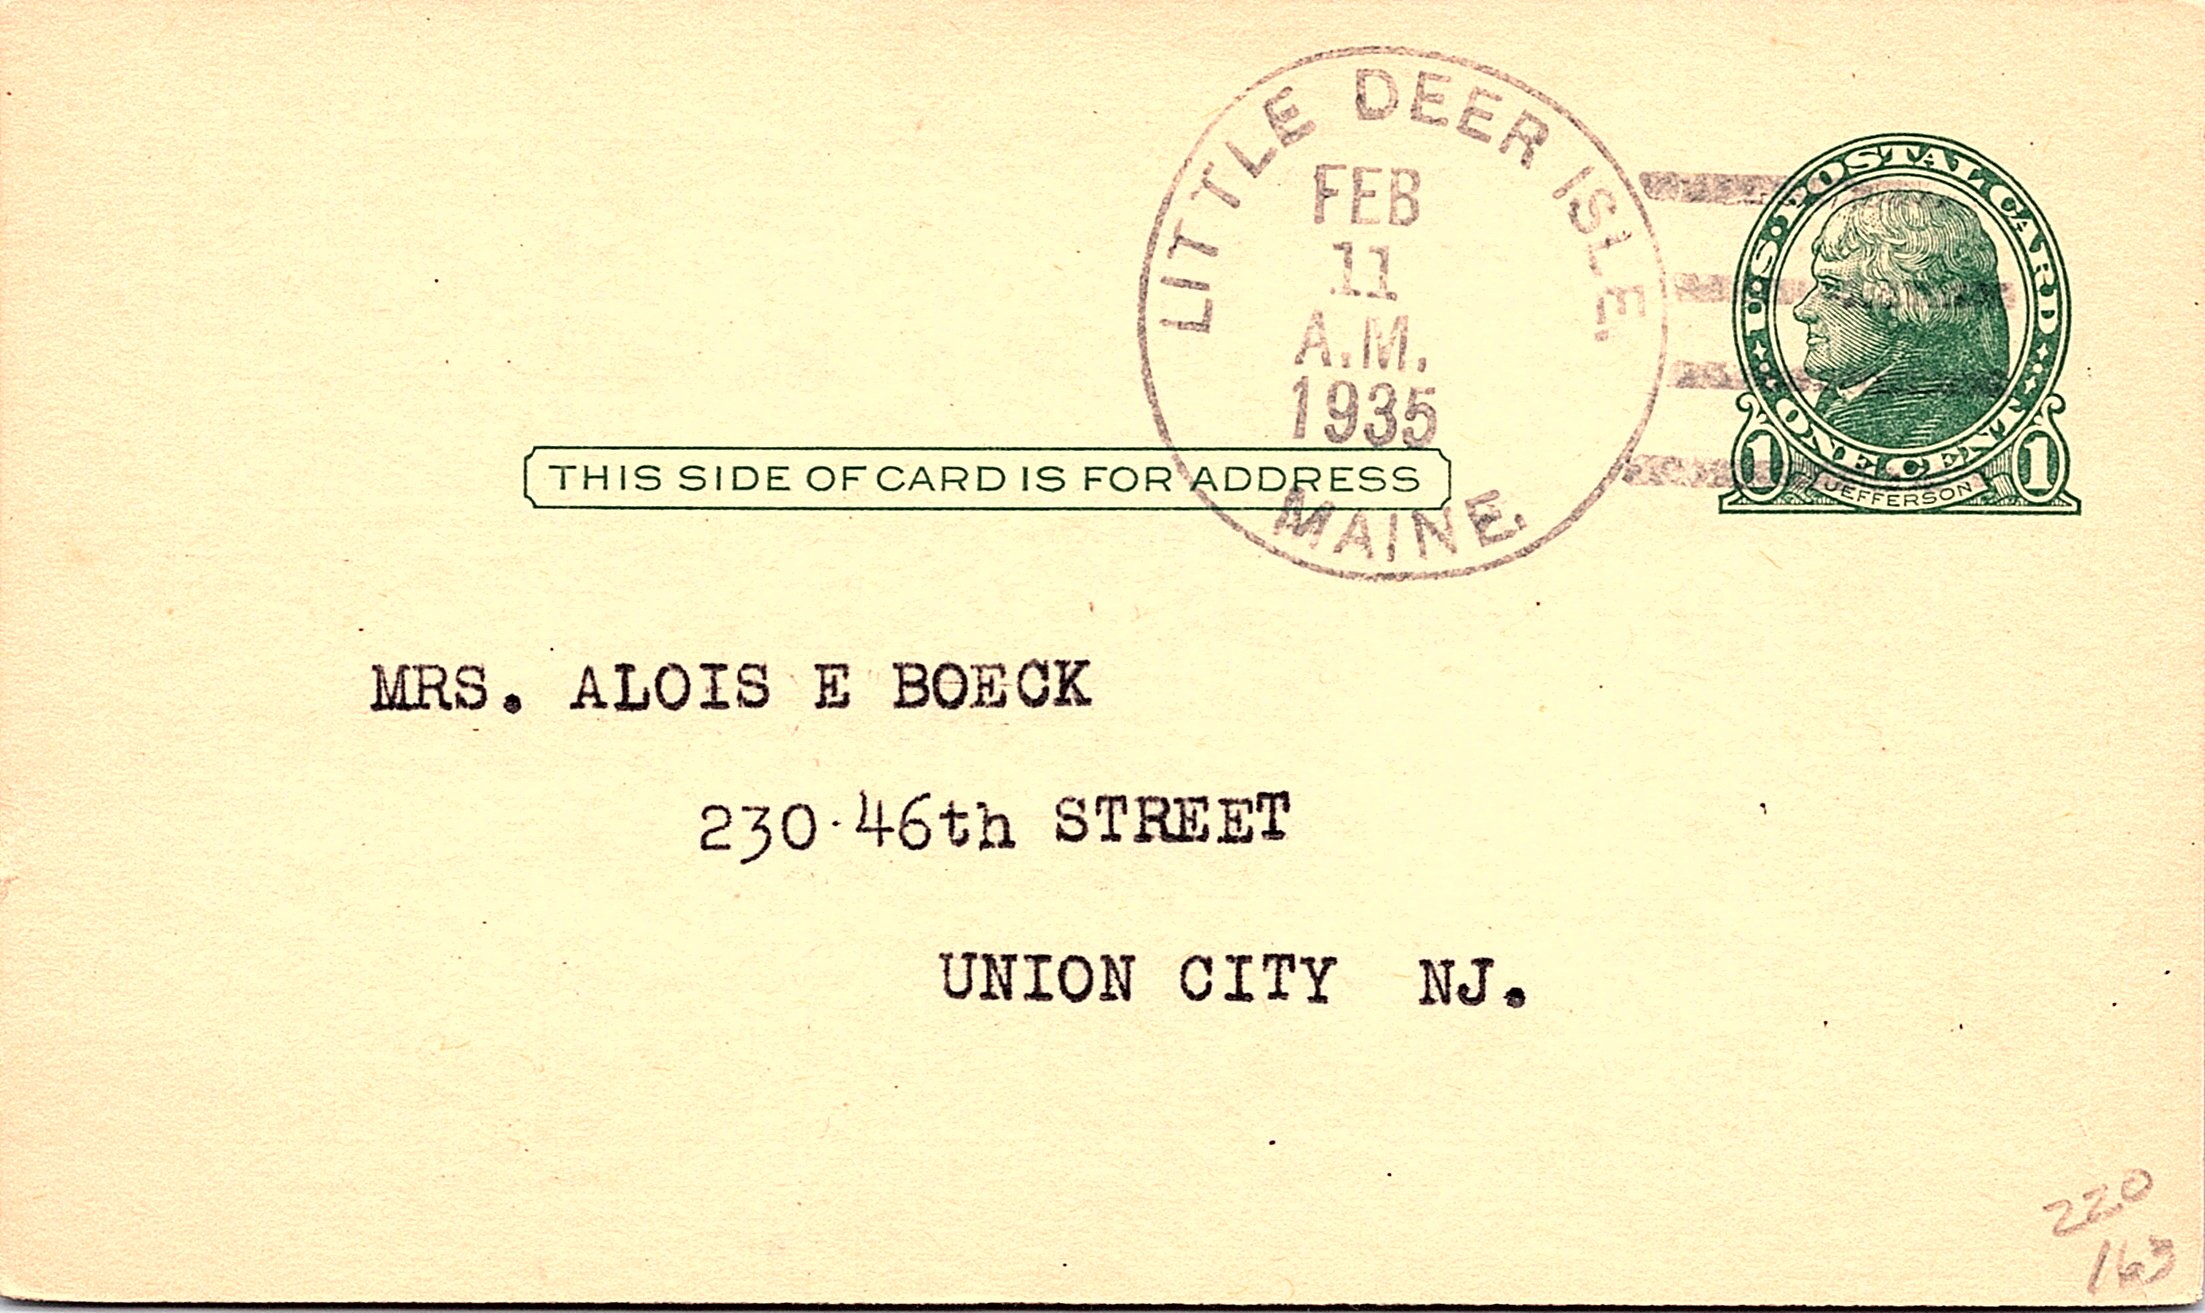 LITTLE DEER ISLE.
FEB
11
A.M.
1935
MAINE.
U·S·POSTAL CARD·
ONE CENT
1 1
JEFFERSON
THIS SIDE OF CARD IS FOR ADDRESS
MRS. ALOIS E BOECK
230-46th STREET
UNION CITY NJ.
220
163